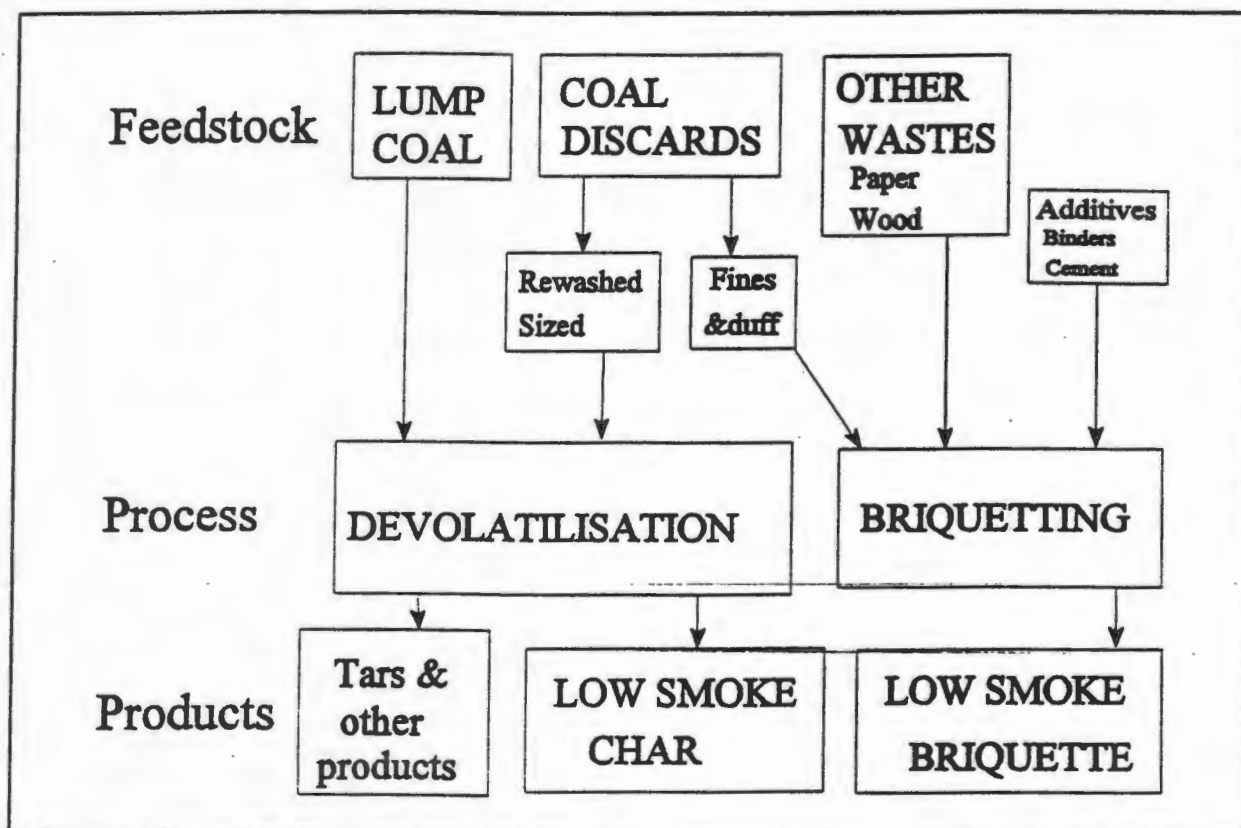 Feedstock
LUMP
COAL
COAL
DISCARDS
OTHER
WASTES
Paper
Wood
Additives
Binders
Cement
Rewashed
Sized
Fines
&duff
Process
DEVOLATILISATION
BRIQUETTING
Products
Tars &
other
products
LOW SMOKE
CHAR
LOW SMOKE
BRIQUETTE